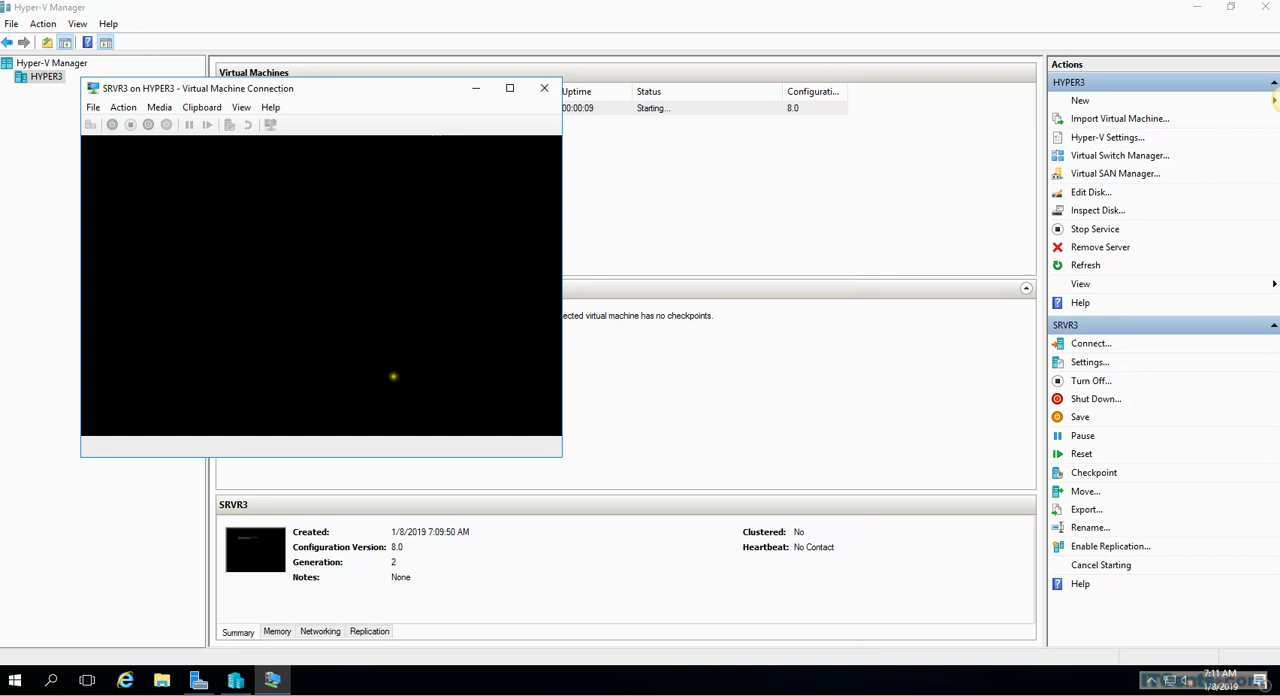 Hyper-V Manager
File Action View Help
Hyper-V Manager
HYPER3
Virtual Machines
SRVR3 on HYPER3 - Virtual Machine Connection
File Action Media Clipboard View Help
Uptime Status Configurati...
00:00:09 Starting... 8.0
ected virtual machine has no checkpoints.
SRVR3
Created: 1/8/2019 7:09:50 AM
Configuration Version: 8.0
Generation: 2
Notes: None
Clustered: No
Heartbeat: No Contact
Summary Memory Networking Replication
Actions
HYPER3
New
Import Virtual Machine...
Hyper-V Settings...
Virtual Switch Manager...
Virtual SAN Manager...
Edit Disk...
Inspect Disk...
Stop Service
Remove Server
Refresh
View
Help
SRVR3
Connect...
Settings...
Turn Off...
Shut Down...
Save
Pause
Reset
Checkpoint
Move...
Export...
Rename...
Enable Replication...
Cancel Starting
Help
7:11 AM
1/8/2019